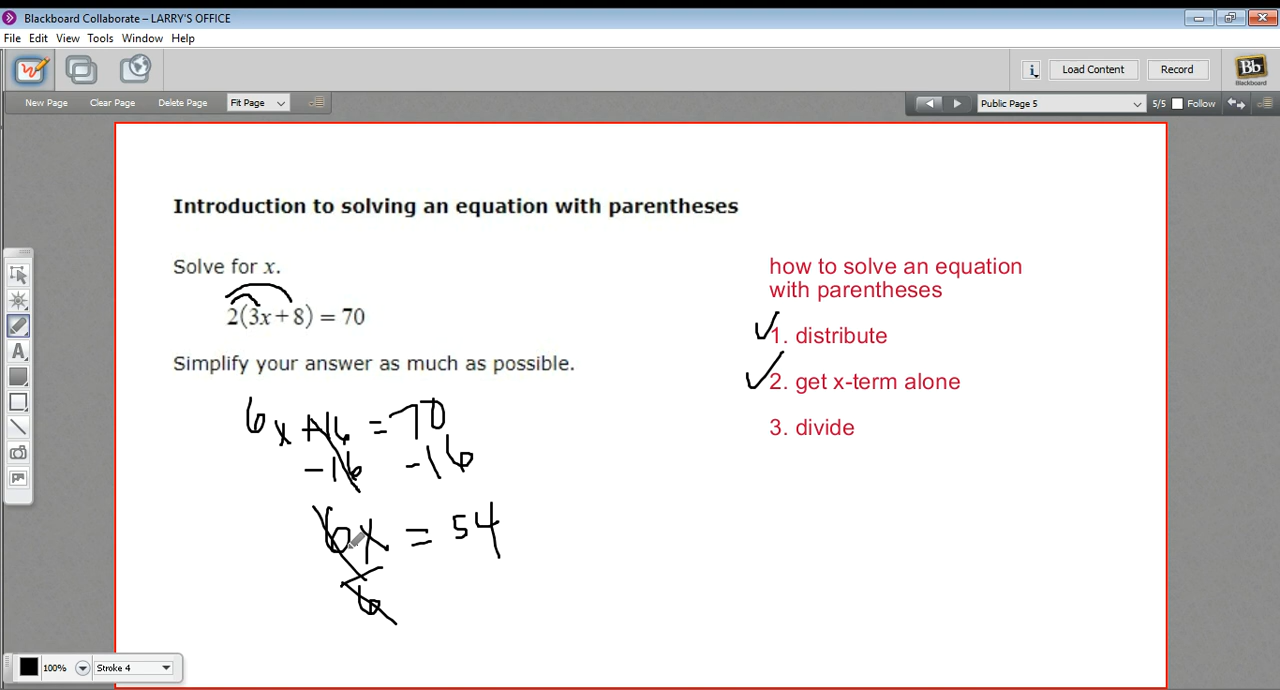 Blackboard Collaborate – LARRY'S OFFICE
File Edit View Tools Window Help
i Load Content Record Bb
Blackboard
New Page Clear Page Delete Page Fit Page Public Page 5 5/5 Follow
Introduction to solving an equation with parentheses
Solve for x.
2(3x+8) = 70
Simplify your answer as much as possible.
6x +16 = 70
-16 -16
6x = 54
6
how to solve an equation
with parentheses
1. distribute
2. get x-term alone
3. divide
A
100% Stroke 4